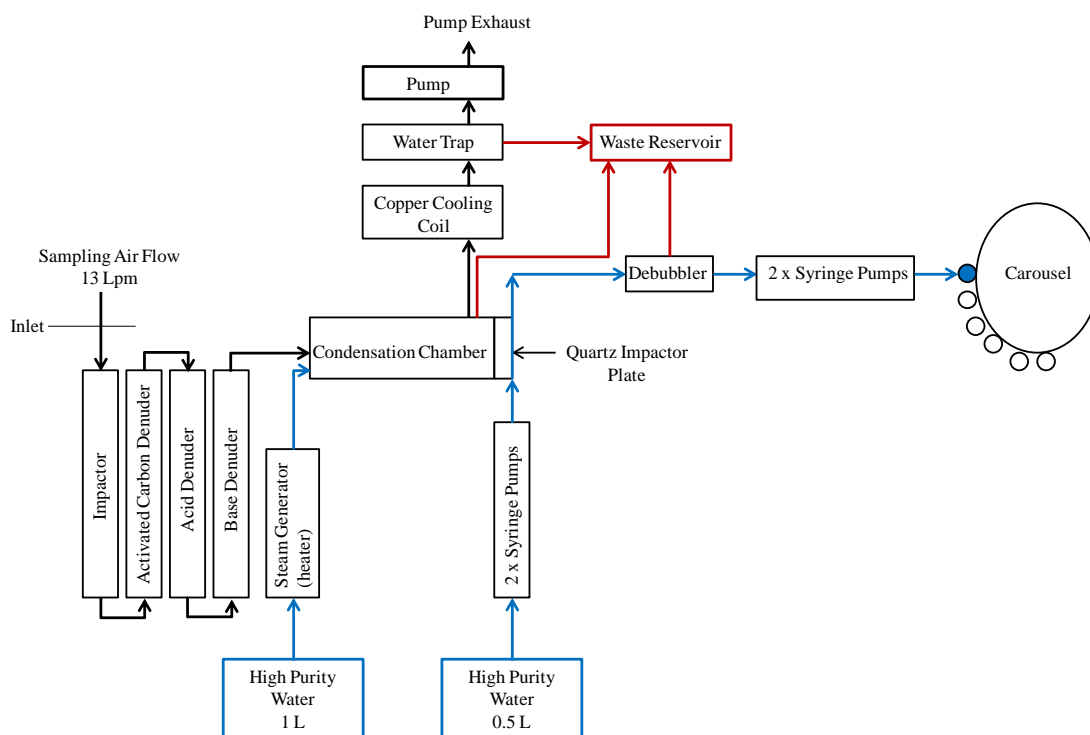 Pump Exhaust
Pump
Water Trap
Waste Reservoir
Copper Cooling
Coil
Sampling Air Flow
13 Lpm
Inlet
Debubbler
2 x Syringe Pumps
Carousel
Condensation Chamber
Quartz Impactor
Plate
Impactor
Activated Carbon Denuder
Acid Denuder
Base Denuder
Steam Generator
(heater)
2 x Syringe Pumps
High Purity
Water
1 L
High Purity
Water
0.5 L